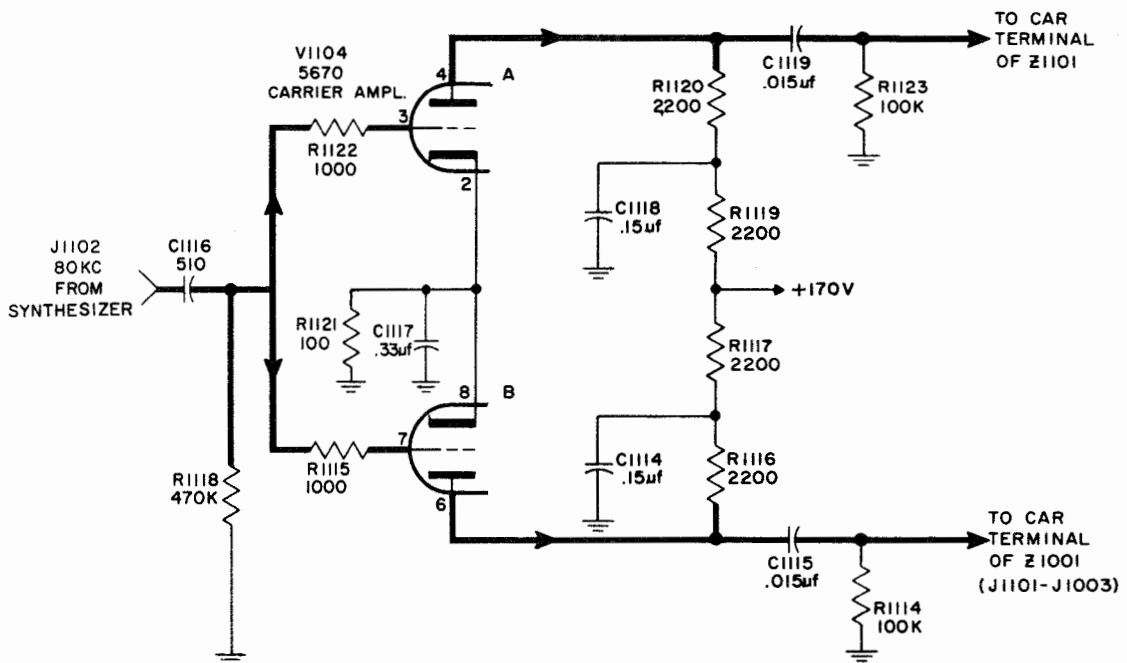 TO CAR
TERMINAL
OF Z1101
V1104
5670
CARRIER AMPL.
4
A
3
2
C1119
.015uf
R1120
2200
R1123
100K
R1122
1000
C1118
.15uf
R1119
2200
J1102
80KC
FROM
SYNTHESIZER
C1116
510
+170V
R1121
100
C1117
.33uf
R1117
2200
8
B
7
6
R1115
1000
C1114
.15uf
R1116
2200
R1118
470K
TO CAR
TERMINAL
OF Z1001
(J1101-J1003)
C1115
.015uf
R1114
100K